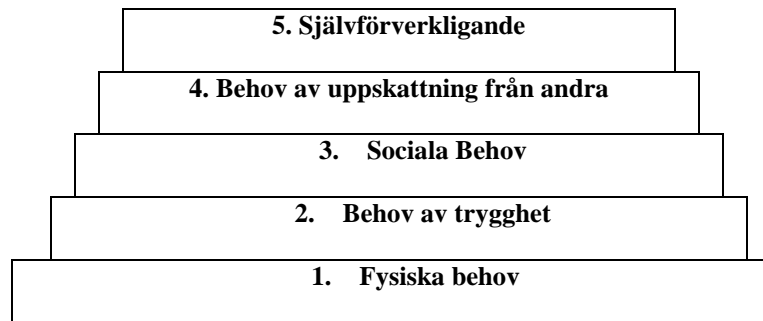 5. Självförverkligande
4. Behov av uppskattning från andra
3. Sociala Behov
2. Behov av trygghet
1. Fysiska behov